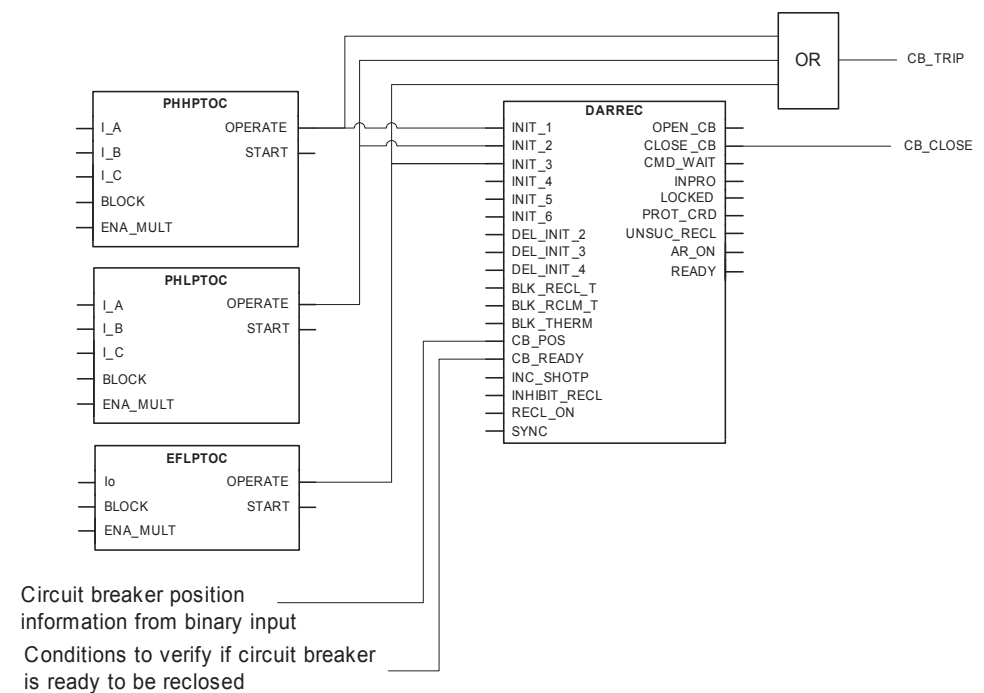 OR
CB_TRIP
PHHPTOC
I_A
OPERATE
I_B
START
I_C
BLOCK
ENA_MULT
DARREC
INIT_1
OPEN_CB
INIT_2
CLOSE_CB
CB_CLOSE
INIT_3
CMD_WAIT
INIT_4
INPRO
INIT_5
LOCKED
INIT_6
PROT_CRD
DEL_INIT_2
UNSUC_RECL
DEL_INIT_3
AR_ON
DEL_INIT_4
READY
BLK_RECL_T
BLK_RCLM_T
BLK_THERM
CB_POS
CB_READY
INC_SHOTP
INHIBIT_RECL
RECL_ON
SYNC
PHLPTOC
I_A
OPERATE
I_B
START
I_C
BLOCK
ENA_MULT
EFLPTOC
Io
OPERATE
BLOCK
START
ENA_MULT
Circuit breaker position
information from binary input
Conditions to verify if circuit breaker
is ready to be reclosed